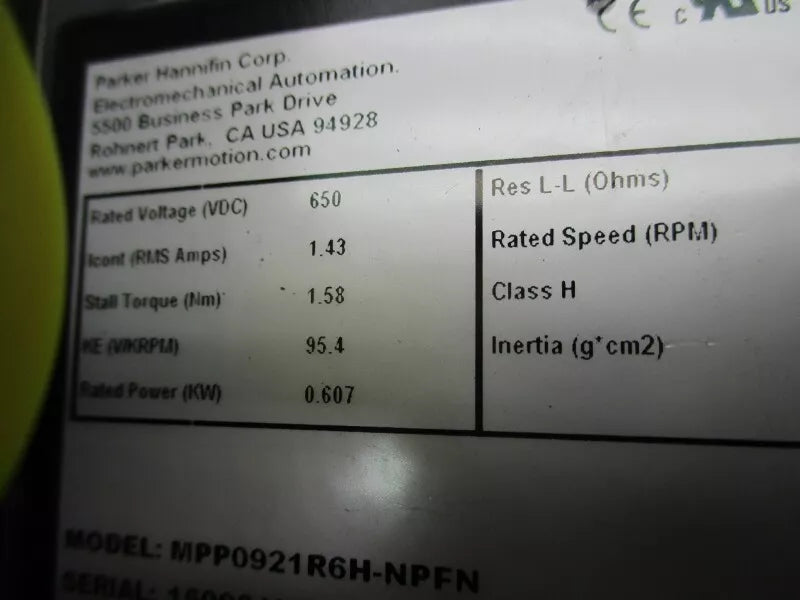 CE c US
Parker Hannifin Corp.
Electromechanical Automation.
5500 Business Park Drive
Rohnert Park, CA USA 94928
www.parkermotion.com
Rated Voltage (VDC) 650
Icont (RMS Amps) 1.43
Stall Torque (Nm) 1.58
KE (V/KRPM) 95.4
Rated Power (KW) 0.607
Res L-L (Ohms)
Rated Speed (RPM)
Class H
Inertia (g*cm2)
MODEL: MPP0921R6H-NPFN
SERIAL: